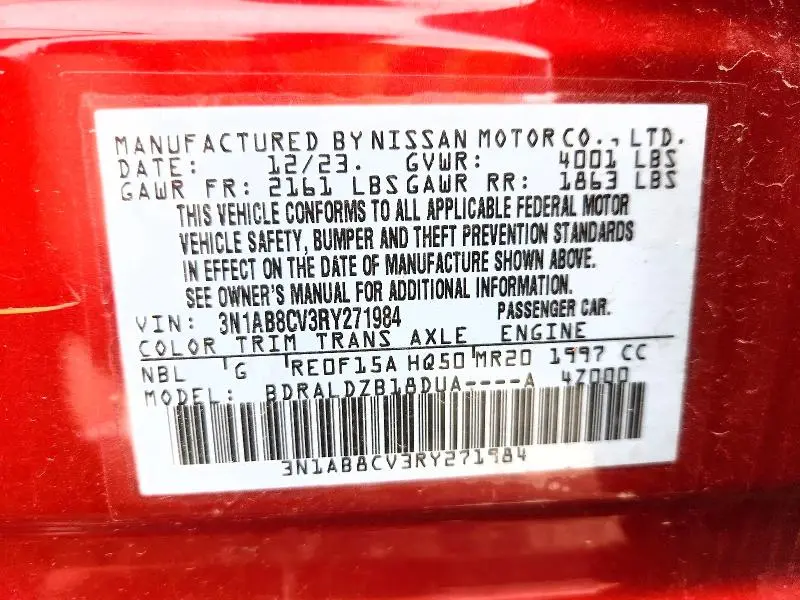 MANUFACTURED BY NISSAN MOTOR CO., LTD.
DATE: 12/23. GVWR: 4001 LBS
GAWR FR: 2161 LBS GAWR RR: 1863 LBS
THIS VEHICLE CONFORMS TO ALL APPLICABLE FEDERAL MOTOR
VEHICLE SAFETY, BUMPER AND THEFT PREVENTION STANDARDS
IN EFFECT ON THE DATE OF MANUFACTURE SHOWN ABOVE.
SEE OWNER'S MANUAL FOR ADDITIONAL INFORMATION.
VIN: 3N1AB8CV3RY271984 PASSENGER CAR.
COLOR TRIM TRANS AXLE ENGINE
NBL G RE0F15A HQ50 MR20 1997 CC
MODEL: BDRALDZB18DUA----A 4Z000
3N1AB8CV3RY271984